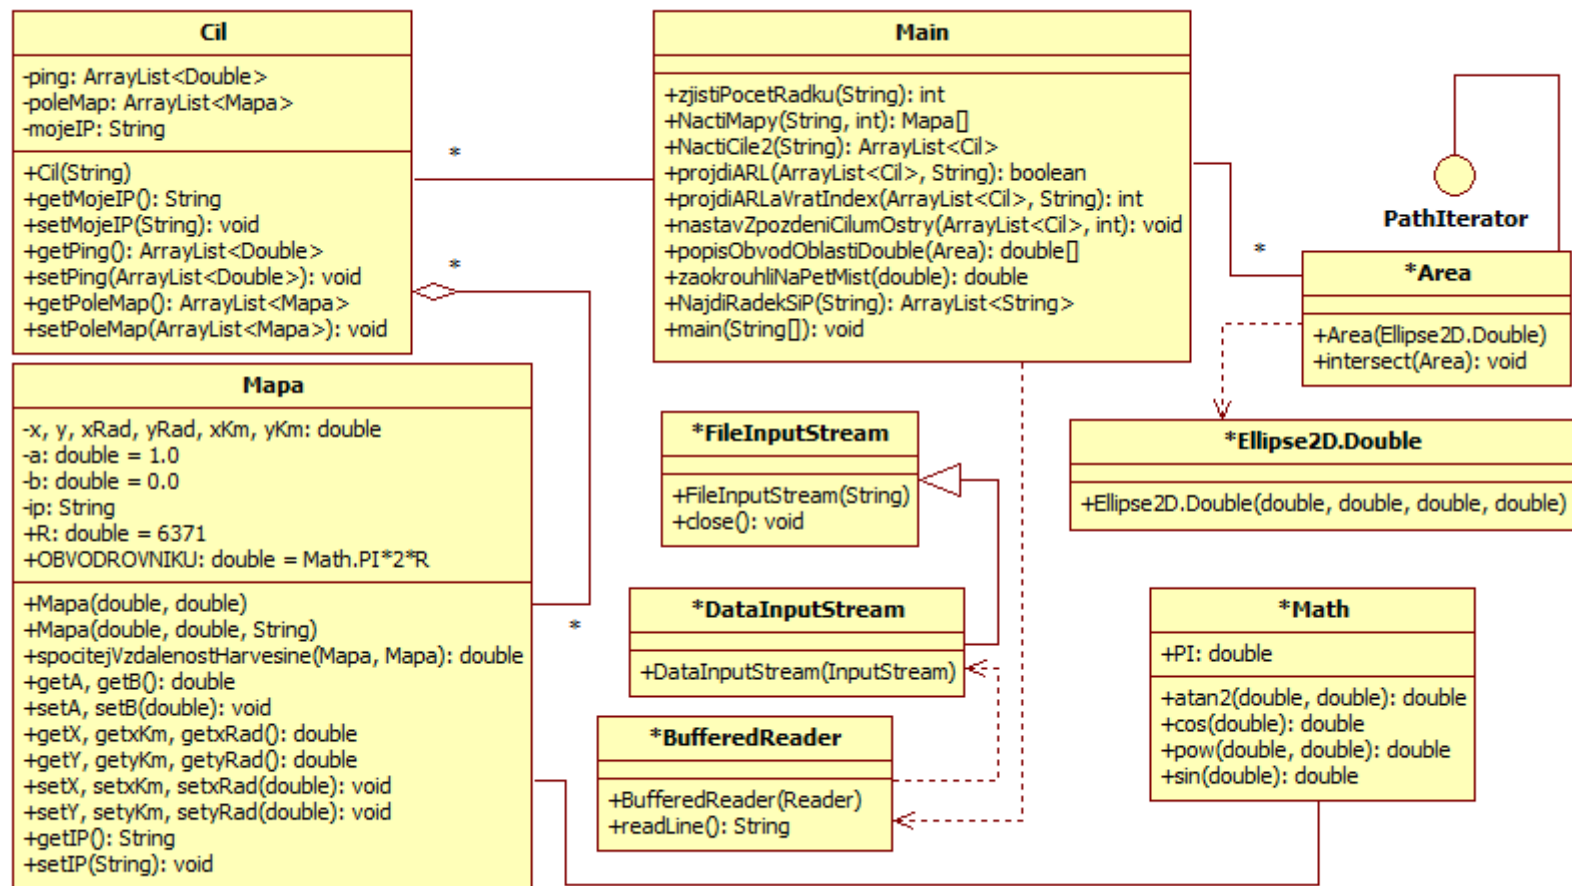 Cil
-ping: ArrayList<Double>
-poleMap: ArrayList<Mapa>
-mojeIP: String
+Cil(String)
+getMojeIP(): String
+setMojeIP(String): void
+getPing(): ArrayList<Double>
+setPing(ArrayList<Double>): void
+getPoleMap(): ArrayList<Mapa>
+setPoleMap(ArrayList<Mapa>): void
*
*
Main
+zjistiPocetRadku(String): int
+NactiMapy(String, int): Mapa[]
+NactiCile2(String): ArrayList<Cil>
+projdiARL(ArrayList<Cil>, String): boolean
+projdiARLaVratIndex(ArrayList<Cil>, String): int
+nastavZpozdeniCilumOstry(ArrayList<Cil>, int): void
+popisObvodOblastiDouble(Area): double[]
+zaokrouhliNaPetMist(double): double
+NajdiRadekSiP(String): ArrayList<String>
+main(String[]): void
*
PathIterator
*Area
+Area(Ellipse2D.Double)
+intersect(Area): void
Mapa
-x, y, xRad, yRad, xKm, yKm: double
-a: double = 1.0
-b: double = 0.0
-ip: String
+R: double = 6371
+OBVODROVNIKU: double = Math.PI*2*R
+Mapa(double, double)
+Mapa(double, double, String)
+spocitejVzdalenostHarvesine(Mapa, Mapa): double
+getA, getB(): double
+setA, setB(double): void
+getX, getxKm, getxRad(): double
+getY, getyKm, getyRad(): double
+setX, setxKm, setxRad(double): void
+setY, setyKm, setyRad(double): void
+getIP(): String
+setIP(String): void
*
*FileInputStream
+FileInputStream(String)
+close(): void
*Ellipse2D.Double
+Ellipse2D.Double(double, double, double, double)
*DataInputStream
+DataInputStream(InputStream)
*BufferedReader
+BufferedReader(Reader)
+readLine(): String
*Math
+PI: double
+atan2(double, double): double
+cos(double): double
+pow(double, double): double
+sin(double): double